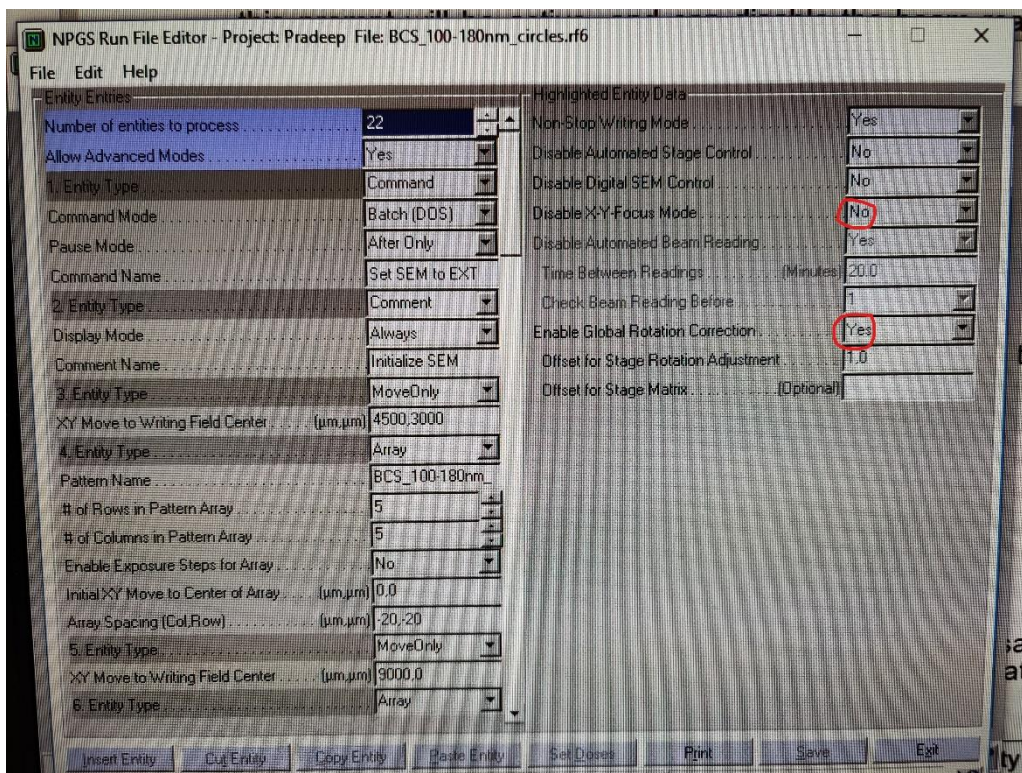 NPGS Run File Editor - Project: Pradeep File: BCS_100-180nm_circles.rf6
File Edit Help
Entity Entries
Number of entities to process 22
Allow Advanced Modes Yes
1. Entity Type Command
Command Mode Batch (DOS)
Pause Mode After Only
Command Name Set SEM to EXT
2. Entity Type Comment
Display Mode Always
Comment Name Initialize SEM
3. Entity Type MoveOnly
XY Move to Writing Field Center (µm,µm) 4500,3000
4. Entity Type Array
Pattern Name BCS_100-180nm_
# of Rows in Pattern Array 5
# of Columns in Pattern Array 5
Enable Exposure Steps for Array No
Initial XY Move to Center of Array (µm,µm) 0,0
Array Spacing (Col,Row) (µm,µm) -20,-20
5. Entity Type MoveOnly
XY Move to Writing Field Center (µm,µm) 9000,0
6. Entity Type Array
Highlighted Entity Data
Non-Stop Writing Mode Yes
Disable Automated Stage Control No
Disable Digital SEM Control No
Disable X-Y-Focus Mode No
Disable Automated Beam Reading Yes
Time Between Readings (Minutes) 20.0
Check Beam Reading Before 1
Enable Global Rotation Correction Yes
Offset for Stage Rotation Adjustment 1.0
Offset for Stage Matrix (Optional)
Insert Entity Cut Entity Copy Entity Paste Entity Set Doses Print Save Exit